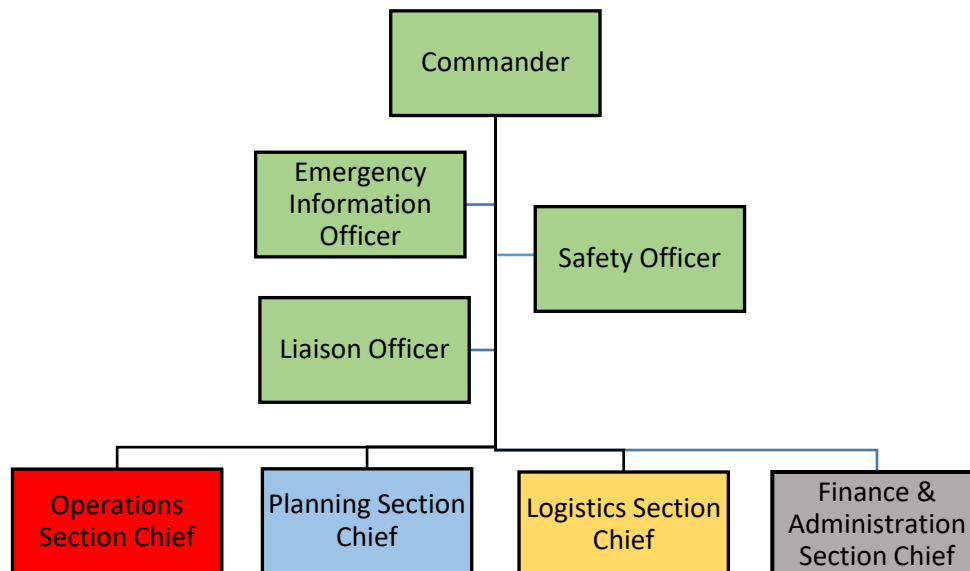 Commander
Emergency
Information
Officer
Safety Officer
Liaison Officer
Operations
Section Chief
Planning Section
Chief
Logistics Section
Chief
Finance &
Administration
Section Chief